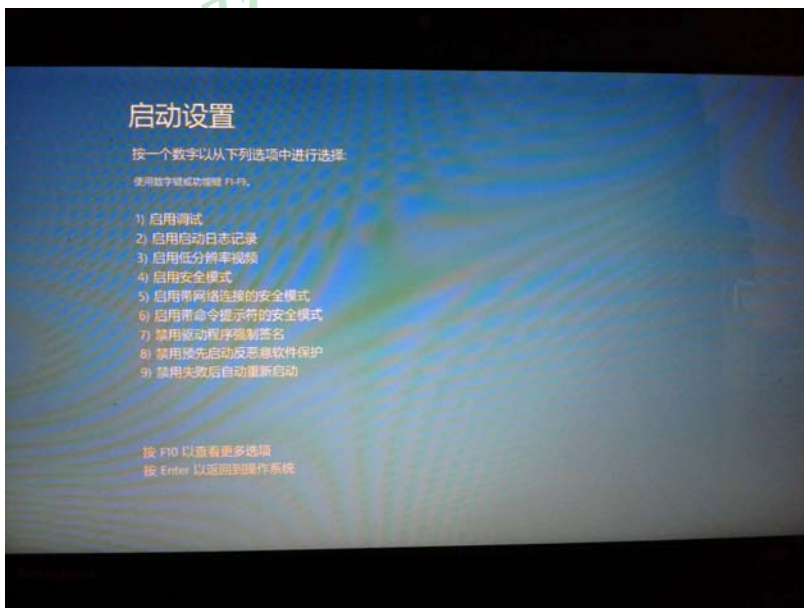 启动设置
按一个数字以从下列选项中进行选择:
使用数字键或功能键 F1-F9。
1) 启用调试
2) 启用启动日志记录
3) 启用低分辨率视频
4) 启用安全模式
5) 启用带网络连接的安全模式
6) 启用带命令提示符的安全模式
7) 禁用驱动程序强制签名
8) 禁用预先启动反恶意软件保护
9) 禁用失败后自动重新启动
按 F10 以查看更多选项
按 Enter 以返回到操作系统